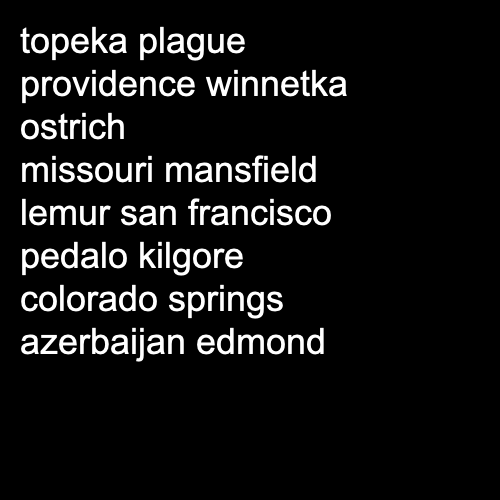 topeka plague
providence winnetka
ostrich
missouri mansfield
lemur san francisco
pedalo kilgore
colorado springs
azerbaijan edmond